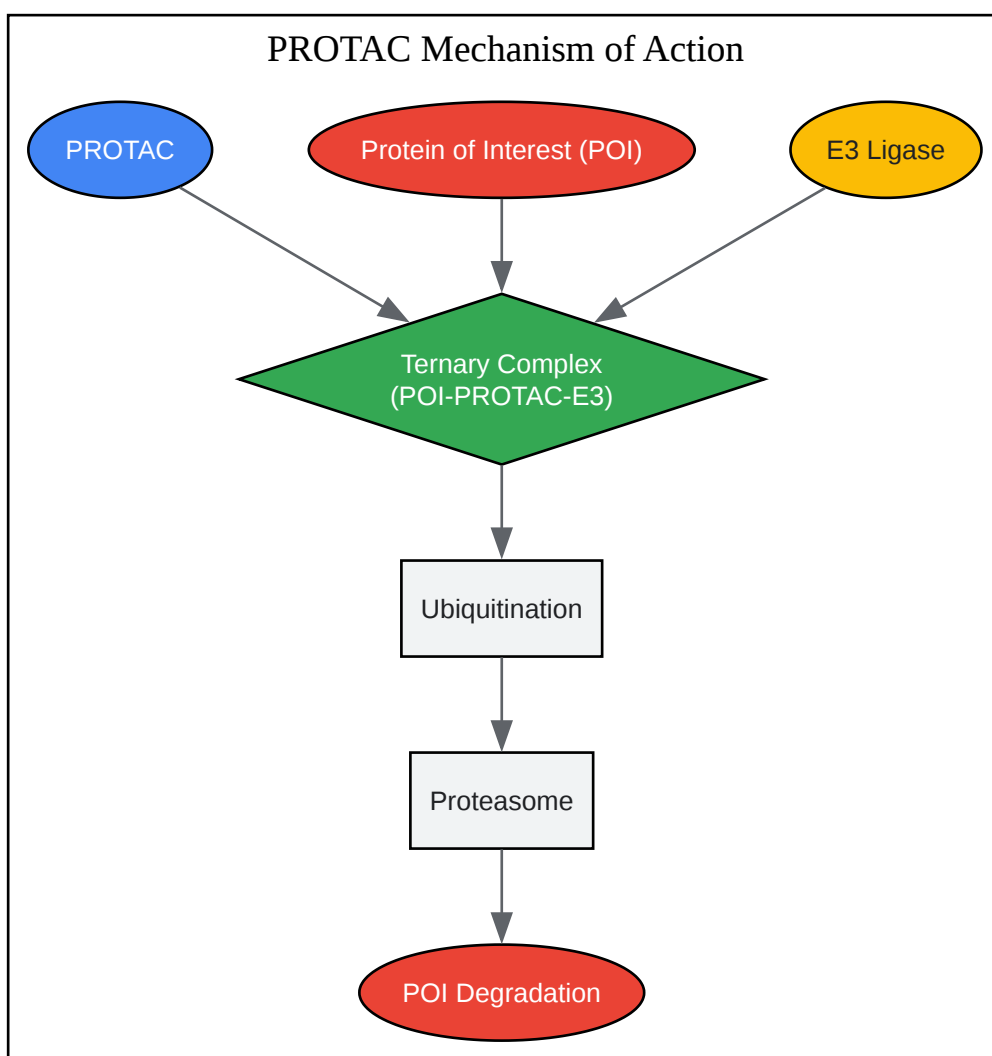 PROTAC Mechanism of Action
PROTAC
Protein of Interest (POI)
E3 Ligase
Ternary Complex
(POI-PROTAC-E3)
Ubiquitination
Proteasome
POI Degradation